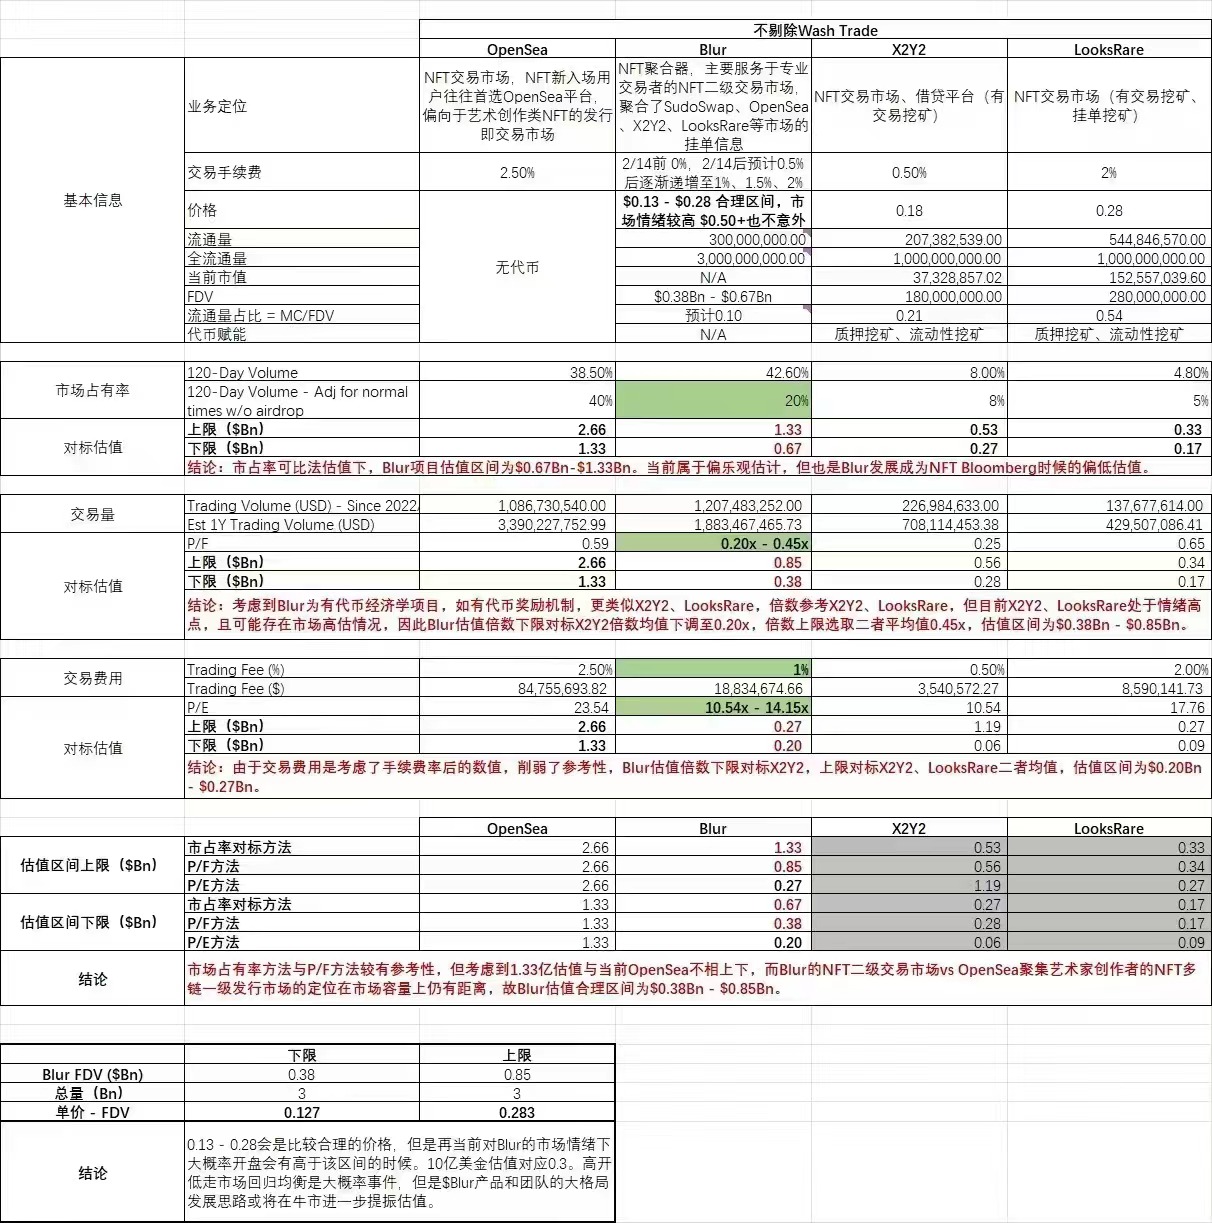 不剔除Wash Trade
OpenSea Blur X2Y2 LooksRare
基本信息
业务定位
NFT交易市场，NFT新入场用
户往往首选OpenSea平台，
偏向于艺术创作类NFT的发行
即交易市场
NFT聚合器，主要服务于专业
交易者的NFT二级交易市场，
聚合了SudoSwap、OpenSea
、X2Y2、LooksRare等市场的
挂单信息
NFT交易市场、借贷平台（有
交易挖矿）
NFT交易市场（有交易挖矿、
挂单挖矿）
交易手续费
2.50%
2/14前 0%，2/14后预计0.5%
后逐渐递增至1%、1.5%、2%
0.50%
2%
价格
无代币
$0.13 - $0.28 合理区间，市
场情绪较高 $0.50+也不意外
0.18
0.28
流通量 300,000,000.00 207,382,539.00 544,846,570.00
全流通量 3,000,000,000.00 1,000,000,000.00 1,000,000,000.00
当前市值 N/A 37,328,857.02 152,557,039.60
FDV $0.38Bn - $0.67Bn 180,000,000.00 280,000,000.00
流通量占比 = MC/FDV 预计0.10 0.21 0.54
代币赋能 N/A 质押挖矿、流动性挖矿 质押挖矿、流动性挖矿
市场占有率
120-Day Volume 38.50% 42.60% 8.00% 4.80%
120-Day Volume - Adj for normal
times w/o airdrop
40% 20% 8% 5%
对标估值
上限（$Bn） 2.66 1.33 0.53 0.33
下限（$Bn） 1.33 0.67 0.27 0.17
结论：市占率可比法估值下，Blur项目估值区间为$0.67Bn-$1.33Bn。当前属于偏乐观估计，但也是Blur发展成为NFT Bloomberg时候的偏低估值。
交易量
Trading Volume (USD) - Since 2022 1,086,730,540.00 1,207,483,252.00 226,984,633.00 137,677,614.00
Est 1Y Trading Volume (USD) 3,390,227,752.99 1,883,467,465.73 708,114,453.38 429,507,086.41
对标估值
P/F 0.59 0.20x - 0.45x 0.25 0.65
上限（$Bn） 2.66 0.85 0.56 0.34
下限（$Bn） 1.33 0.38 0.28 0.17
结论：考虑到Blur为有代币经济学项目，如有代币奖励机制，更类似X2Y2、LooksRare，倍数参考X2Y2、LooksRare，但目前X2Y2、LooksRare处于情绪高
点，且可能存在市场高估情况，因此Blur估值倍数下限对标X2Y2倍数均值下调至0.20x，倍数上限选取二者平均值0.45x，估值区间为$0.38Bn - $0.85Bn。
交易费用
Trading Fee (%) 2.50% 1% 0.50% 2.00%
Trading Fee ($) 84,755,693.82 18,834,674.66 3,540,572.27 8,590,141.73
对标估值
P/E 23.54 10.54x - 14.15x 10.54 17.76
上限（$Bn） 2.66 0.27 1.19 0.27
下限（$Bn） 1.33 0.20 0.06 0.09
结论：由于交易费用是考虑了手续费率后的数值，削弱了参考性，Blur估值倍数下限对标X2Y2，上限对标X2Y2、LooksRare二者均值，估值区间为$0.20Bn
- $0.27Bn。
OpenSea Blur X2Y2 LooksRare
估值区间上限（$Bn）
市占率对标方法 2.66 1.33 0.53 0.33
P/F方法 2.66 0.85 0.56 0.34
P/E方法 2.66 0.27 1.19 0.27
估值区间下限（$Bn）
市占率对标方法 1.33 0.67 0.27 0.17
P/F方法 1.33 0.38 0.28 0.17
P/E方法 1.33 0.20 0.06 0.09
结论
市场占有率方法与P/F方法较有参考性，但考虑到1.33亿估值与当前OpenSea不相上下，而Blur的NFT二级交易市场vs OpenSea聚集艺术家创作者的NFT多
链一级发行市场的定位在市场容量上仍有距离，故Blur估值合理区间为$0.38Bn - $0.85Bn。
下限 上限
Blur FDV ($Bn) 0.38 0.85
总量（Bn） 3 3
单价 - FDV 0.127 0.283
结论
0.13 - 0.28会是比较合理的价格，但是再当前对Blur的市场情绪下
大概率开盘会有高于该区间的时候。10亿美金估值对应0.3。高开
低走市场回归均衡是大概率事件，但是$Blur产品和团队的大格局
发展思路或将在牛市进一步提振估值。